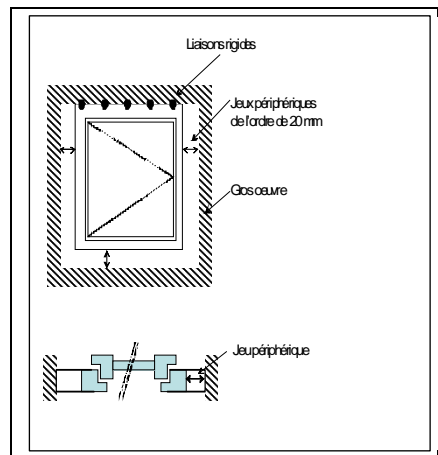 Liaisons rigides
Jeux périphériques
de l'ordre de 20 mm
Gros oeuvre
Jeu périphérique